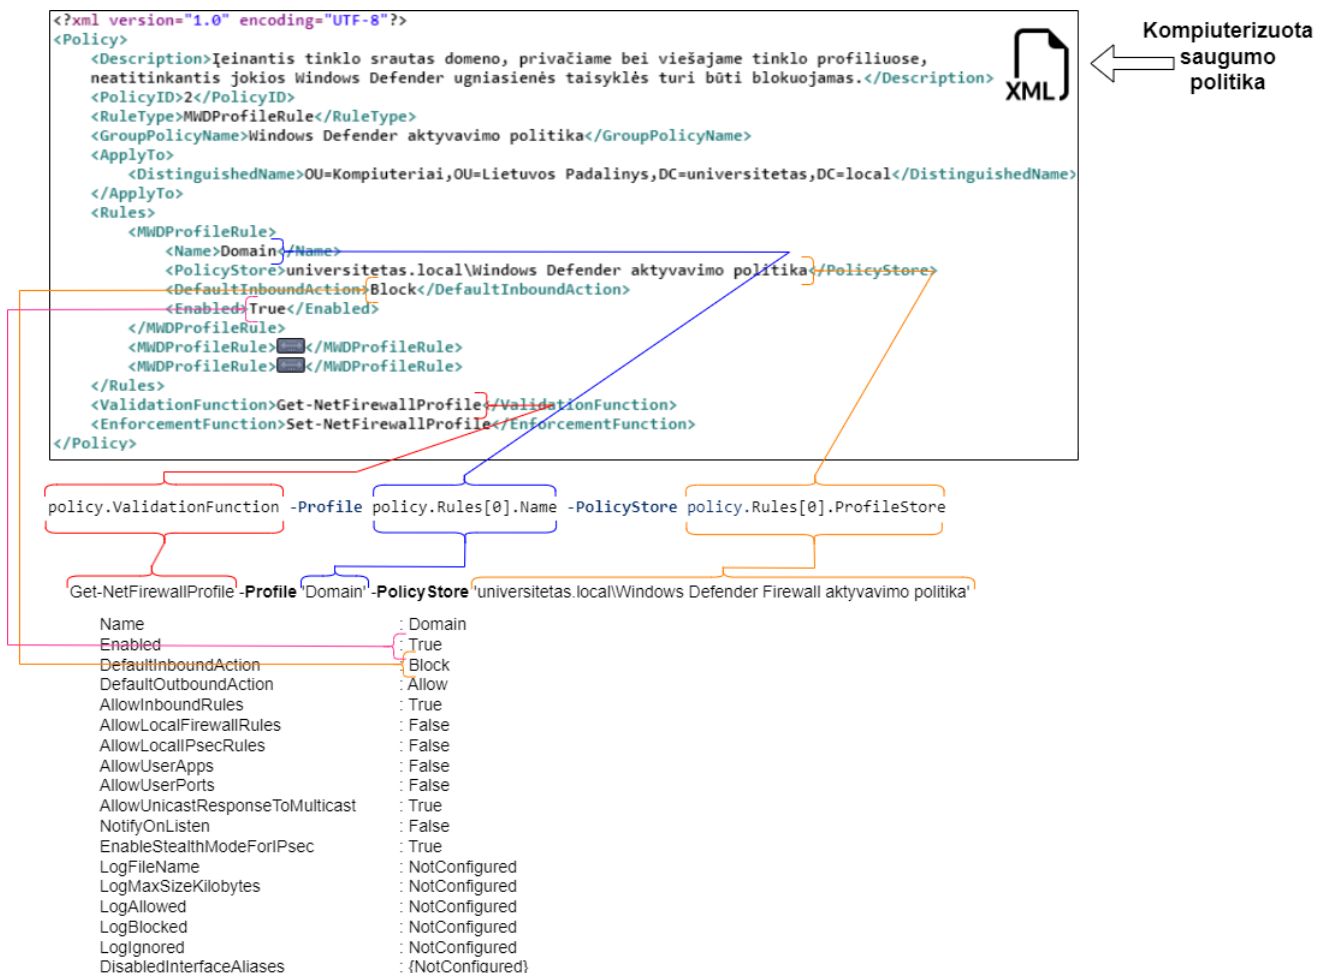 <?xml version="1.0" encoding="UTF-8"?>
<Policy>
<Description>Įeinantis tinklo srautas domeno, privačiame bei viešajame tinklo profiliuose,
neatitinkantis jokios Windows Defender ugniasienės taisyklės turi būti blokuojamas.</Description>
<PolicyID>2</PolicyID>
<RuleType>MWDProfileRule</RuleType>
<GroupPolicyName>Windows Defender aktyvavimo politika</GroupPolicyName>
<ApplyTo>
<DistinguishedName>OU=Kompiuteriai,OU=Lietuvos Padalinys,DC=universitetas,DC=local</DistinguishedName>
</ApplyTo>
<Rules>
<MWDProfileRule>
<Name>Domain</Name>
<PolicyStore>universitetas.local\Windows Defender aktyvavimo politika</PolicyStore>
<DefaultInboundAction>Block</DefaultInboundAction>
<Enabled>True</Enabled>
</MWDProfileRule>
<MWDProfileRule></MWDProfileRule>
<MWDProfileRule></MWDProfileRule>
</Rules>
<ValidationFunction>Get-NetFirewallProfile</ValidationFunction>
<EnforcementFunction>Set-NetFirewallProfile</EnforcementFunction>
</Policy>
XML
Kompiuterizuota
saugumo
politika
policy.ValidationFunction -Profile policy.Rules[0].Name -PolicyStore policy.Rules[0].ProfileStore
Get-NetFirewallProfile -Profile 'Domain' -PolicyStore 'universitetas.local\Windows Defender Firewall aktyvavimo politika'
Name : Domain
Enabled : True
DefaultInboundAction : Block
DefaultOutboundAction : Allow
AllowInboundRules : True
AllowLocalFirewallRules : False
AllowLocalIPsecRules : False
AllowUserApps : False
AllowUserPorts : False
AllowUnicastResponseToMulticast : True
NotifyOnListen : False
EnableStealthModeForIPsec : True
LogFileName : NotConfigured
LogMaxSizeKilobytes : NotConfigured
LogAllowed : NotConfigured
LogBlocked : NotConfigured
LogIgnored : NotConfigured
DisabledInterfaceAliases : {NotConfigured}